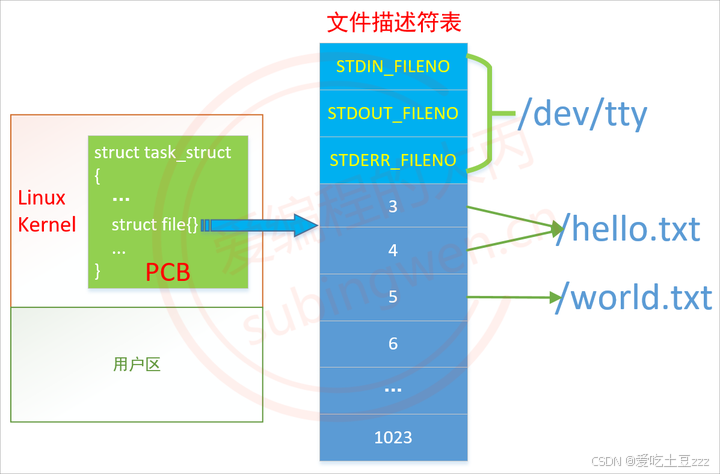 文件描述符表
STDIN_FILENO
STDOUT_FILENO
STDERR_FILENO
3
4
5
6
...
1023
/dev/tty
/hello.txt
/world.txt
Linux
Kernel
struct task_struct
{
...
struct file{}
...
}
PCB
用户区
爱编程的大丙
subingwen.cn
CSDN @爱吃土豆zzz